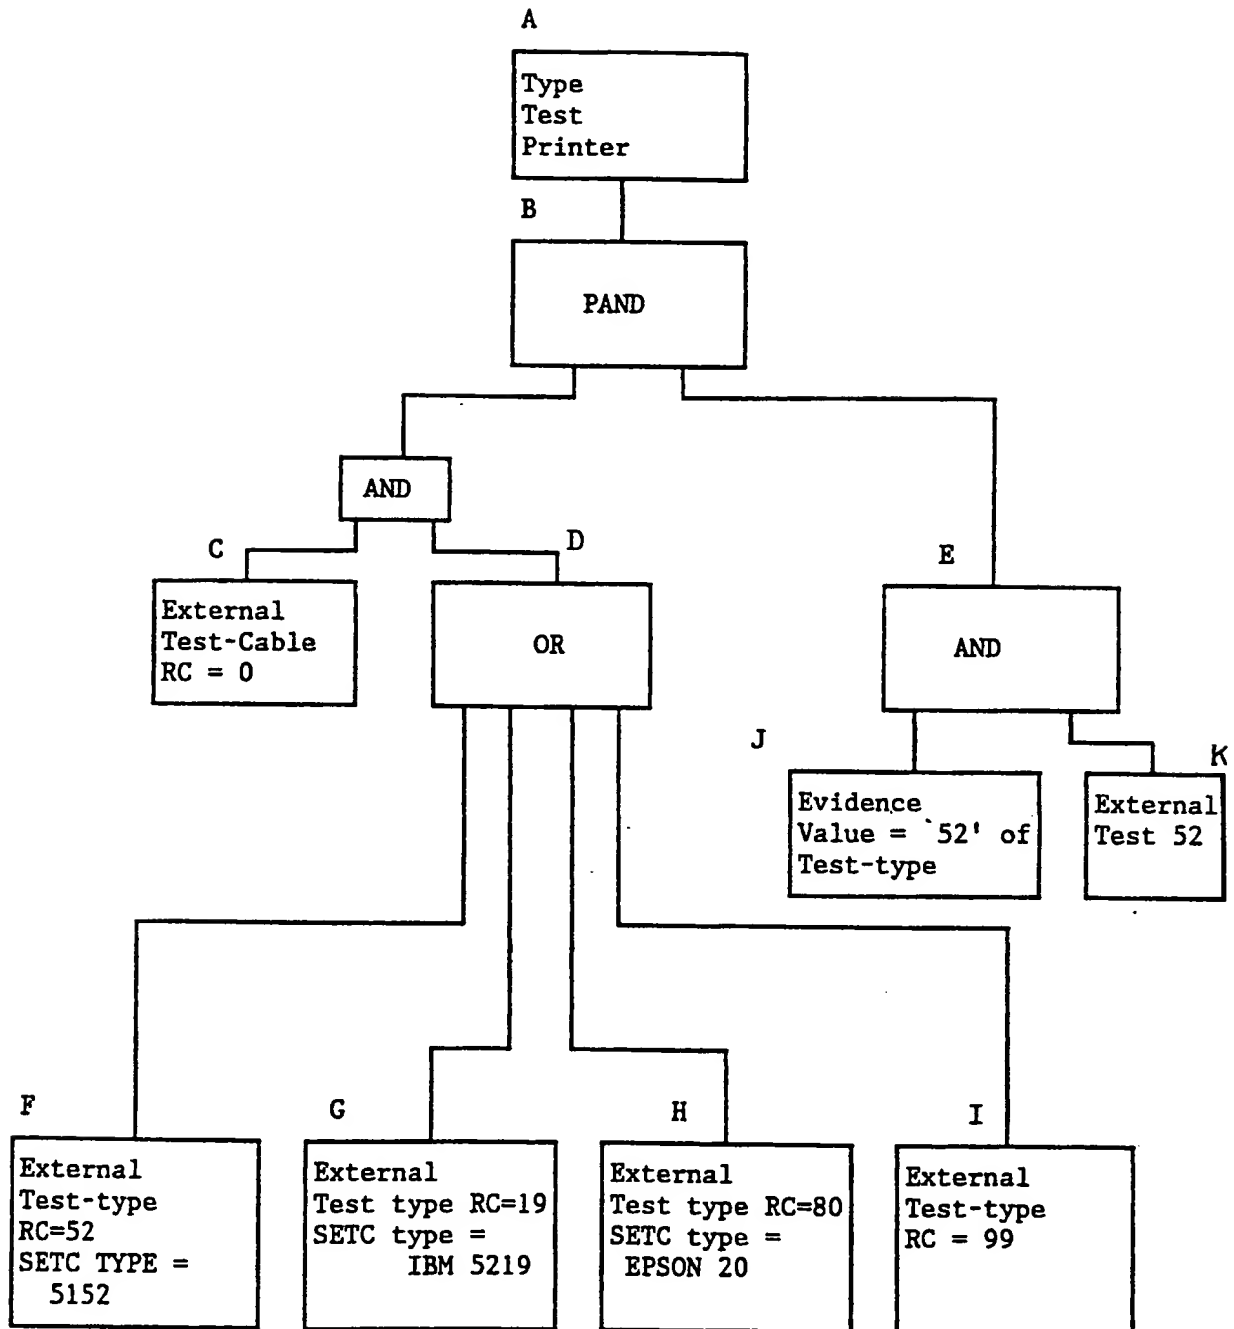 A
Type
Test
Printer
B
PAND
AND
C
D
E
External
Test-Cable
RC = 0
OR
AND
J
K
Evidence
Value = `52' of
Test-type
External
Test 52
F
G
H
I
External
Test-type
RC=52
SETC TYPE =
5152
External
Test type RC=19
SETC type =
IBM 5219
External
Test type RC=80
SETC type =
EPSON 20
External
Test-type
RC = 99